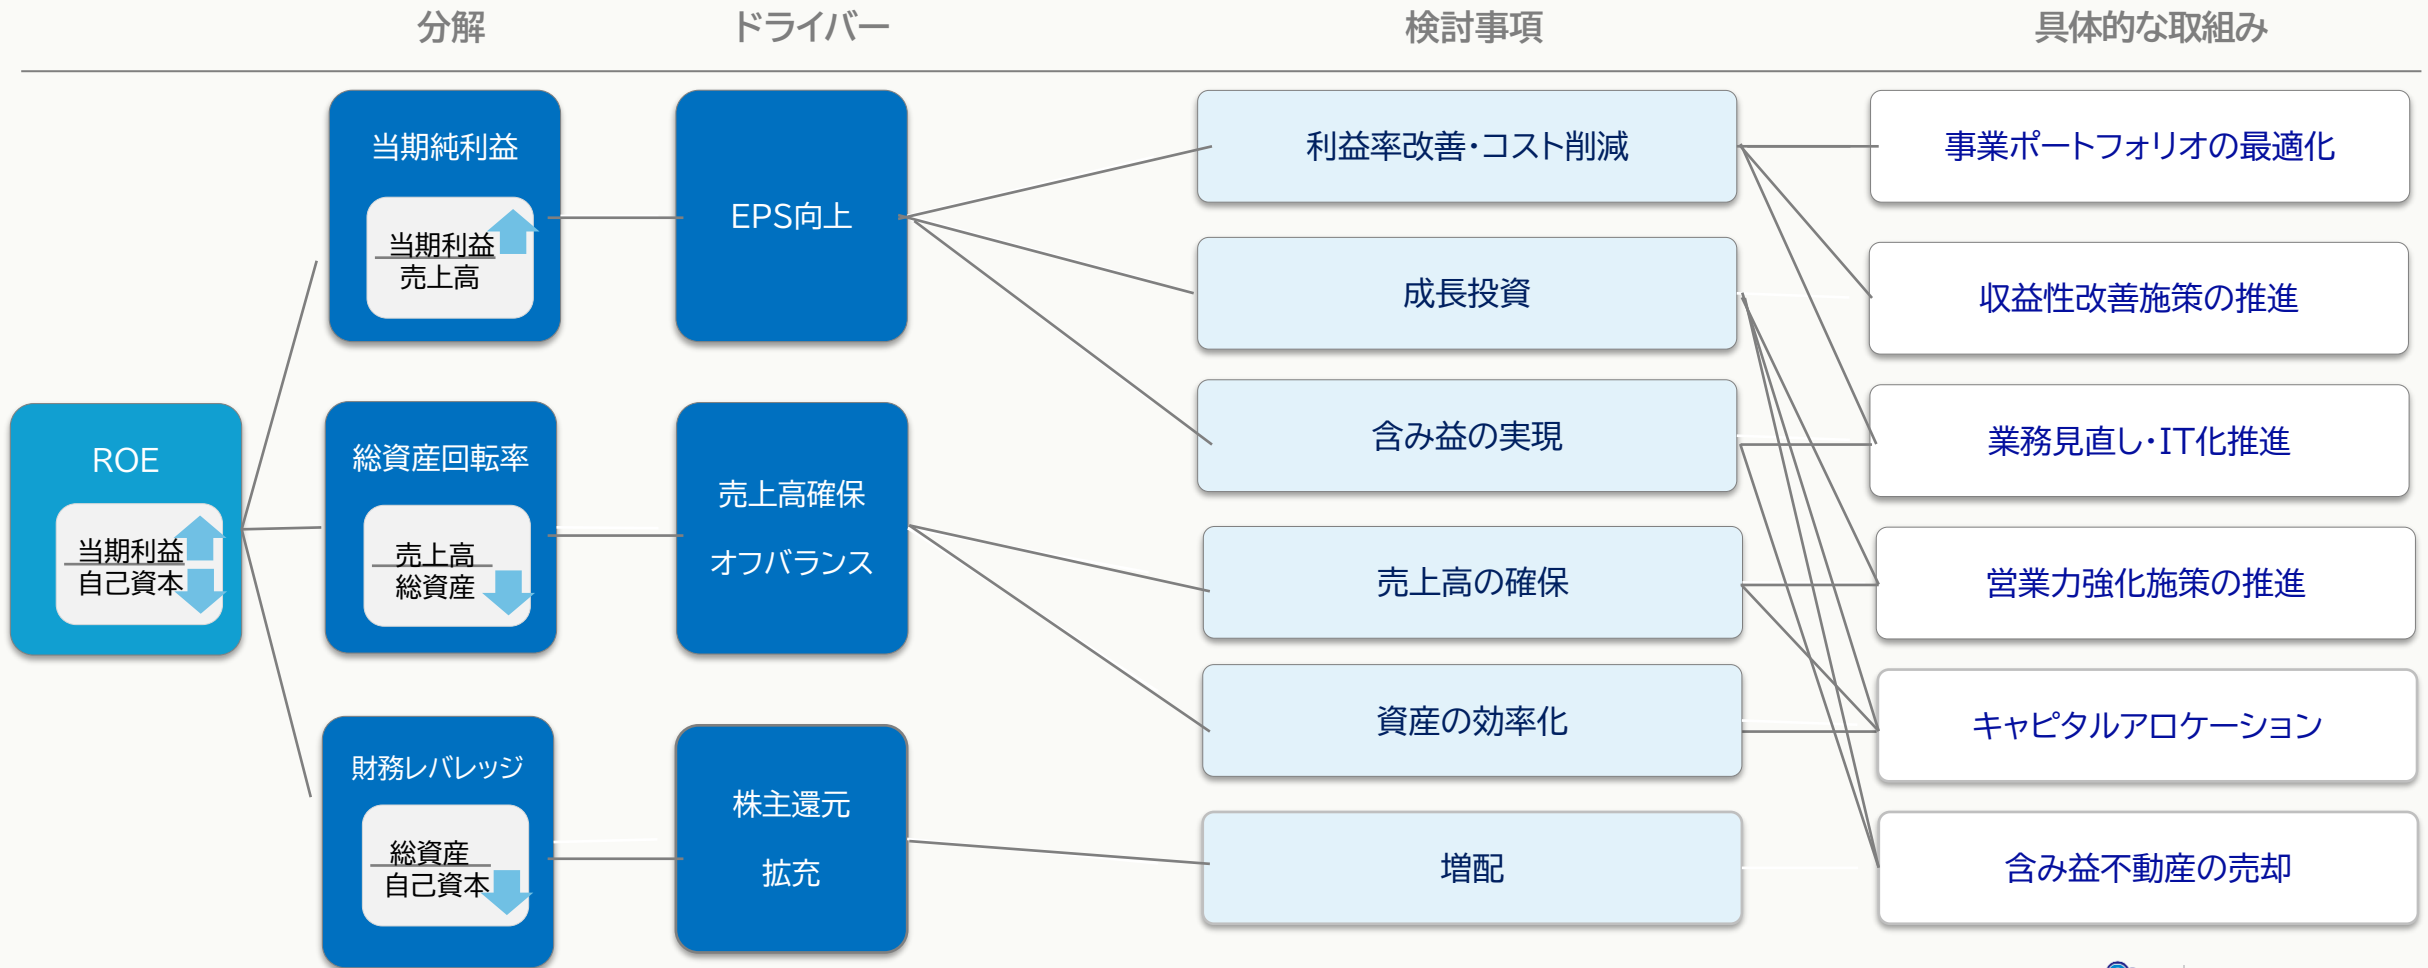 分解
ドライバー
検討事項
具体的な取組み
ROE
当期利益
自己資本
当期純利益
当期利益
売上高
総資産回転率
売上高
総資産
財務レバレッジ
総資産
自己資本
EPS向上
売上高確保
オフバランス
株主還元
拡充
利益率改善・コスト削減
成長投資
含み益の実現
売上高の確保
資産の効率化
増配
事業ポートフォリオの最適化
収益性改善施策の推進
業務見直し・IT化推進
営業力強化施策の推進
キャピタルアロケーション
含み益不動産の売却